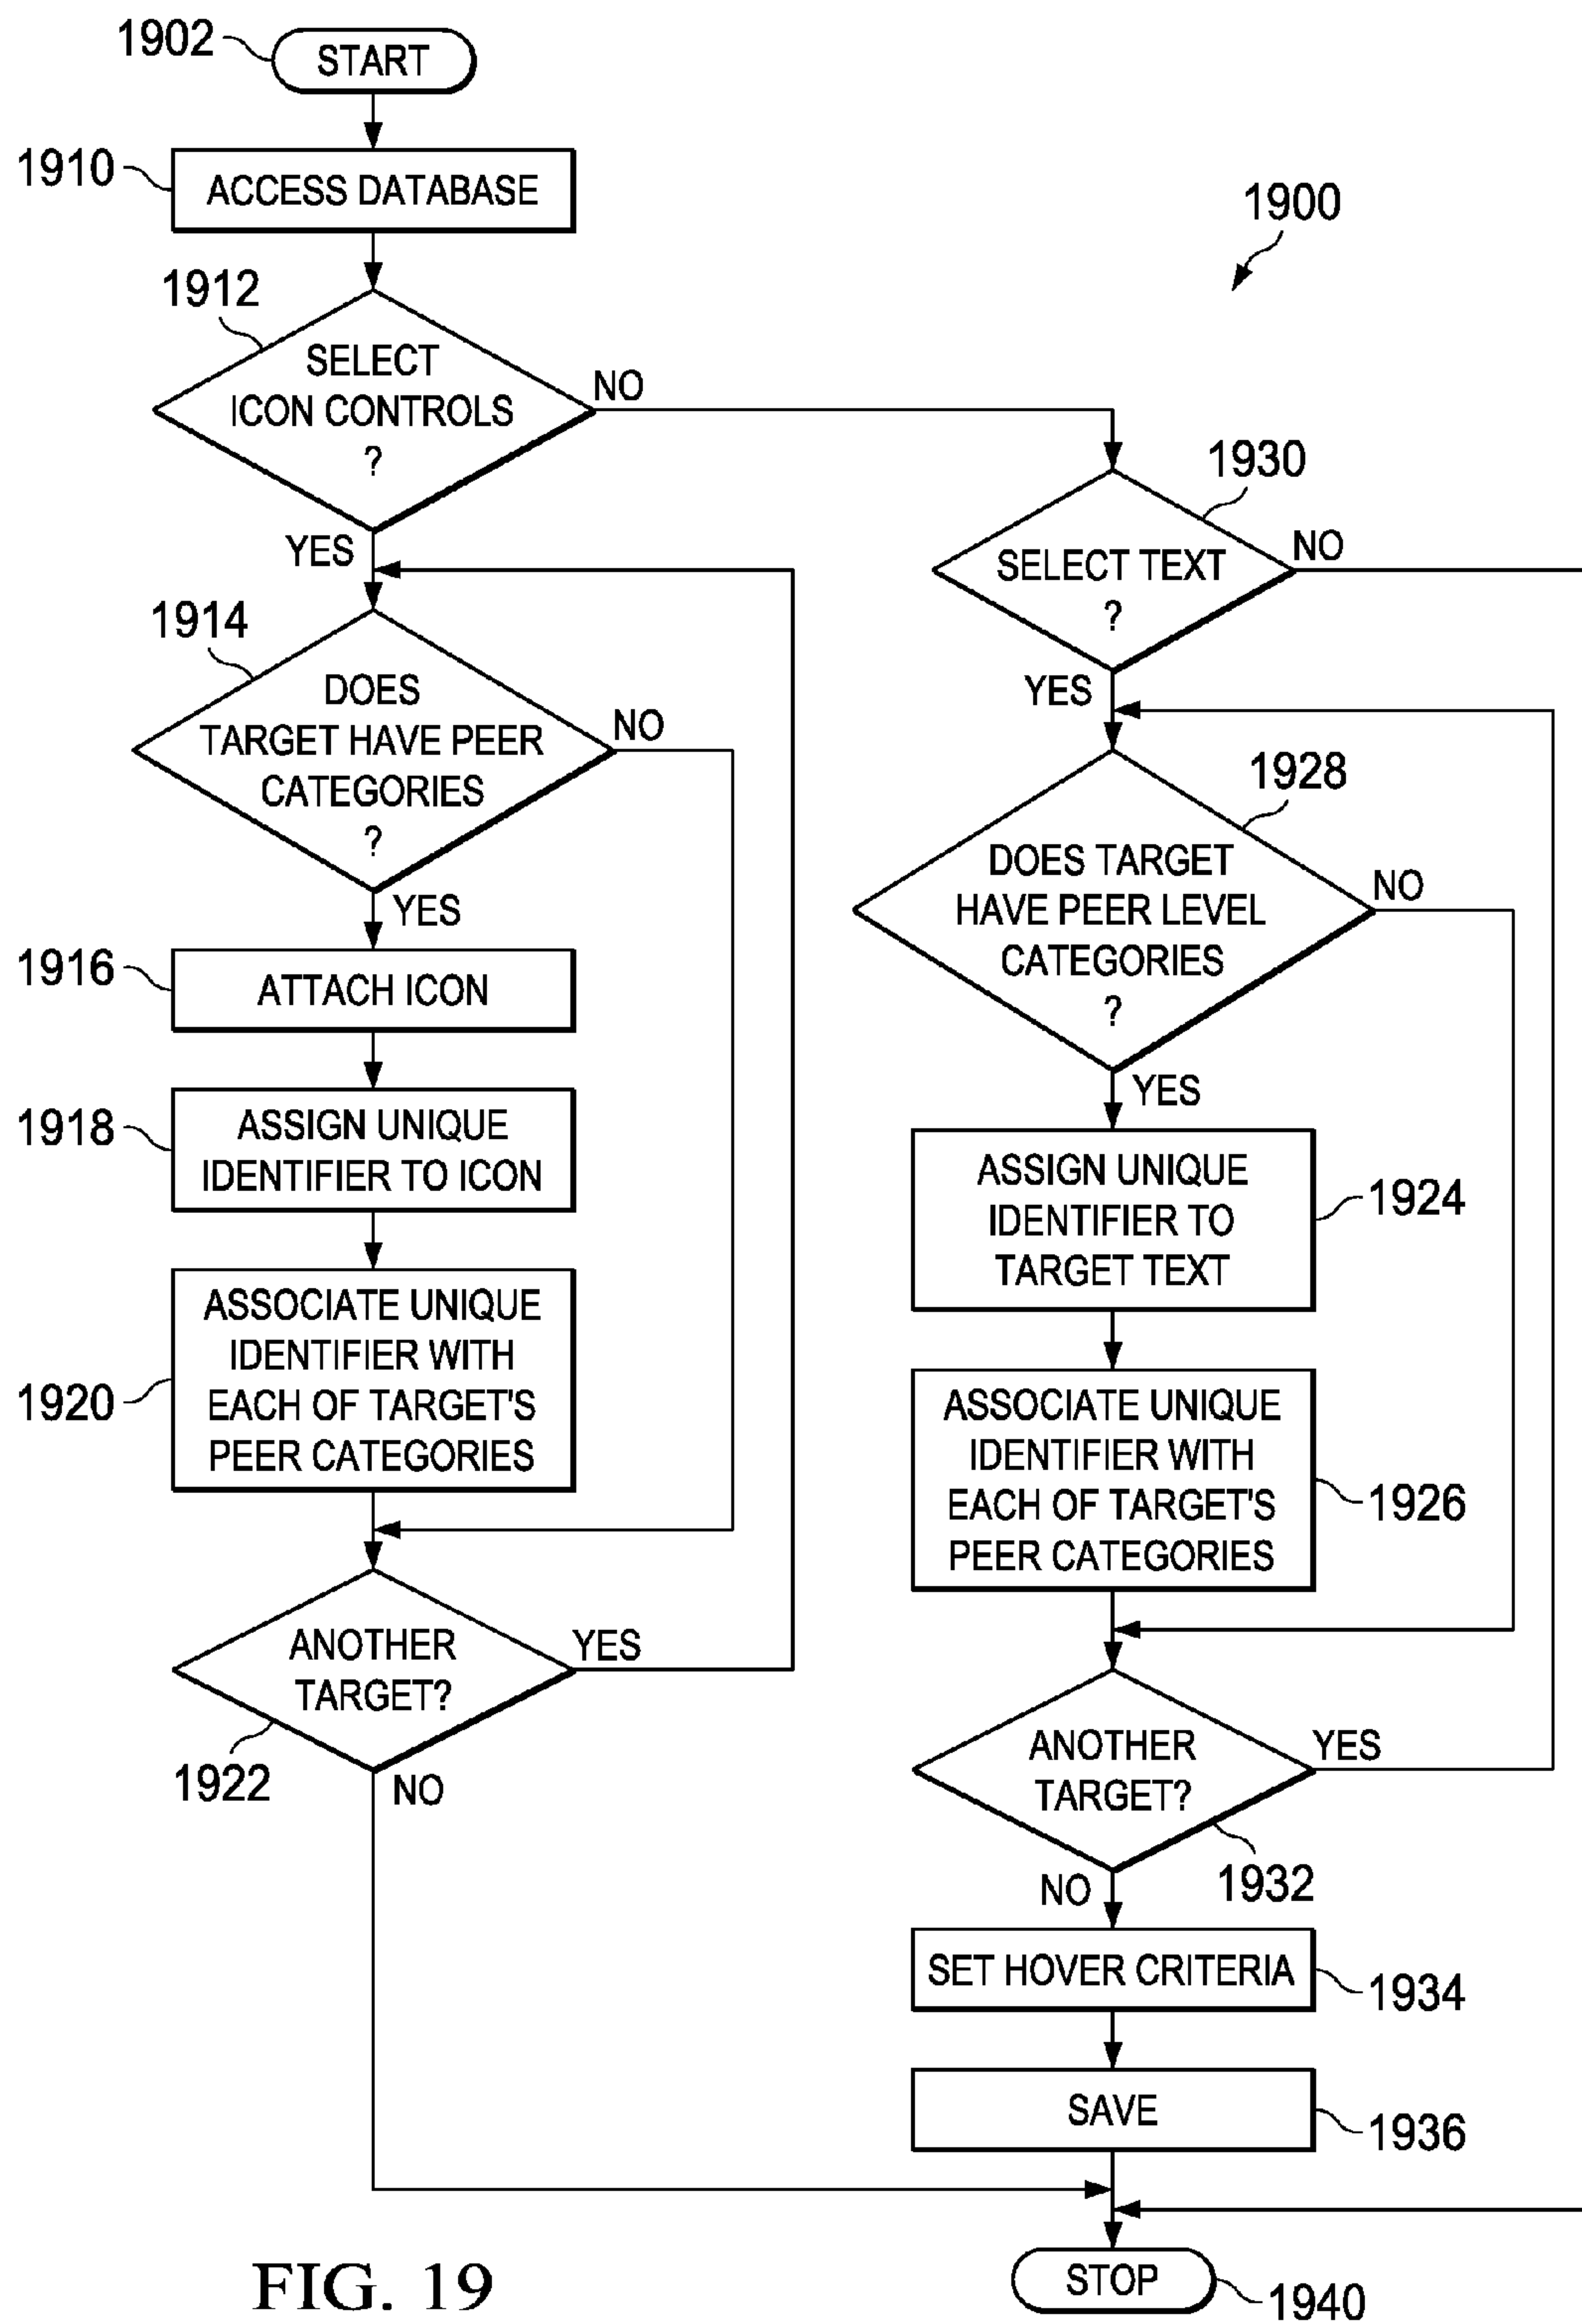 1902
START
1910
ACCESS DATABASE
1900
1912
SELECT
ICON CONTROLS
?
NO
YES
1914
DOES
TARGET HAVE PEER
CATEGORIES
?
NO
YES
1916
ATTACH ICON
1918
ASSIGN UNIQUE
IDENTIFIER TO ICON
1920
ASSOCIATE UNIQUE
IDENTIFIER WITH
EACH OF TARGET'S
PEER CATEGORIES
ANOTHER
TARGET?
YES
1922
NO
1930
SELECT TEXT
?
NO
YES
1928
DOES TARGET
HAVE PEER LEVEL
CATEGORIES
?
NO
YES
ASSIGN UNIQUE
IDENTIFIER TO
TARGET TEXT
1924
ASSOCIATE UNIQUE
IDENTIFIER WITH
EACH OF TARGET'S
PEER CATEGORIES
1926
ANOTHER
TARGET?
YES
1932
NO
SET HOVER CRITERIA
1934
SAVE
1936
STOP
1940
FIG. 19